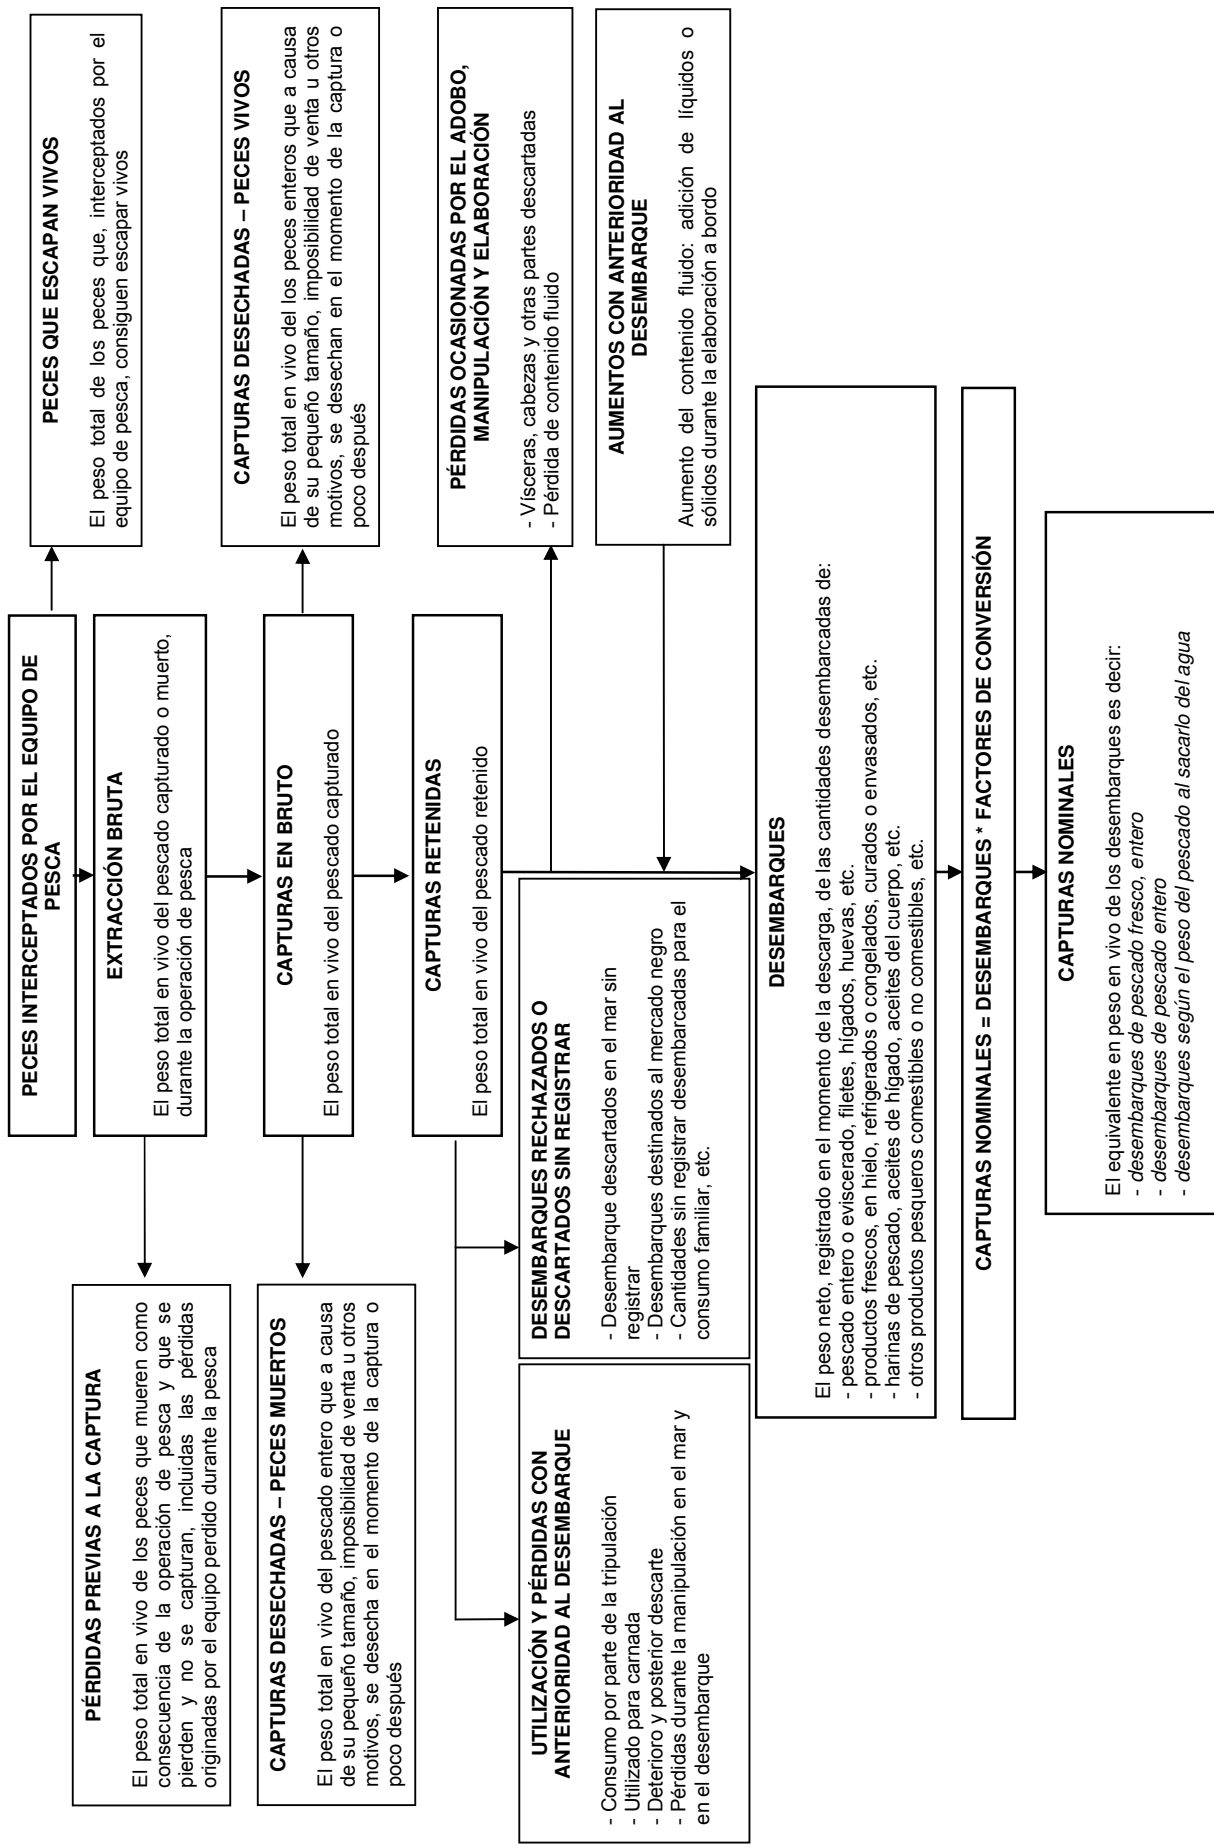 PECES INTERCEPTADOS POR EL EQUIPO DE
PESCA
PECES QUE ESCAPAN VIVOS
El peso total de los peces que, interceptados por el
equipo de pesca, consiguen escapar vivos
EXTRACCIÓN BRUTA
El peso total en vivo del pescado capturado o muerto,
durante la operación de pesca
PÉRDIDAS PREVIAS A LA CAPTURA
El peso total en vivo de los peces que mueren como
consecuencia de la operación de pesca y que se
pierden y no se capturan, incluidas las pérdidas
originadas por el equipo perdido durante la pesca
CAPTURAS DESECHADAS – PECES VIVOS
El peso total en vivo del los peces enteros que a causa
de su pequeño tamaño, imposibilidad de venta u otros
motivos, se desechan en el momento de la captura o
poco después
CAPTURAS EN BRUTO
El peso total en vivo del pescado capturado
CAPTURAS DESECHADAS – PECES MUERTOS
El peso total en vivo del pescado entero que a causa
de su pequeño tamaño, imposibilidad de venta u otros
motivos, se desecha en el momento de la captura o
poco después
CAPTURAS RETENIDAS
El peso total en vivo del pescado retenido
PÉRDIDAS OCASIONADAS POR EL ADOBO,
MANIPULACIÓN Y ELABORACIÓN
- Vísceras, cabezas y otras partes descartadas
- Pérdida de contenido fluido
UTILIZACIÓN Y PÉRDIDAS CON
ANTERIORIDAD AL DESEMBARQUE
- Consumo por parte de la tripulación
- Utilizado para carnada
- Deterioro y posterior descarte
- Pérdidas durante la manipulación en el mar y
en el desembarque
DESEMBARQUES RECHAZADOS O
DESCARTADOS SIN REGISTRAR
- Desembarque descartados en el mar sin
registrar
- Desembarques destinados al mercado negro
- Cantidades sin registrar desembarcadas para el
consumo familiar, etc.
AUMENTOS CON ANTERIORIDAD AL
DESEMBARQUE
Aumento del contenido fluido: adición de líquidos o
sólidos durante la elaboración a bordo
DESEMBARQUES
El peso neto, registrado en el momento de la descarga, de las cantidades desembarcadas de:
- pescado entero o eviscerado, filetes, hígados, huevas, etc.
- productos frescos, en hielo, refrigerados o congelados, curados o envasados, etc.
- harinas de pescado, aceites de hígado, aceites del cuerpo, etc.
- otros productos pesqueros comestibles o no comestibles, etc.
CAPTURAS NOMINALES = DESEMBARQUES * FACTORES DE CONVERSIÓN
CAPTURAS NOMINALES
El equivalente en peso en vivo de los desembarques es decir:
- desembarques de pescado fresco, entero
- desembarques de pescado entero
- desembarques según el peso del pescado al sacarlo del agua